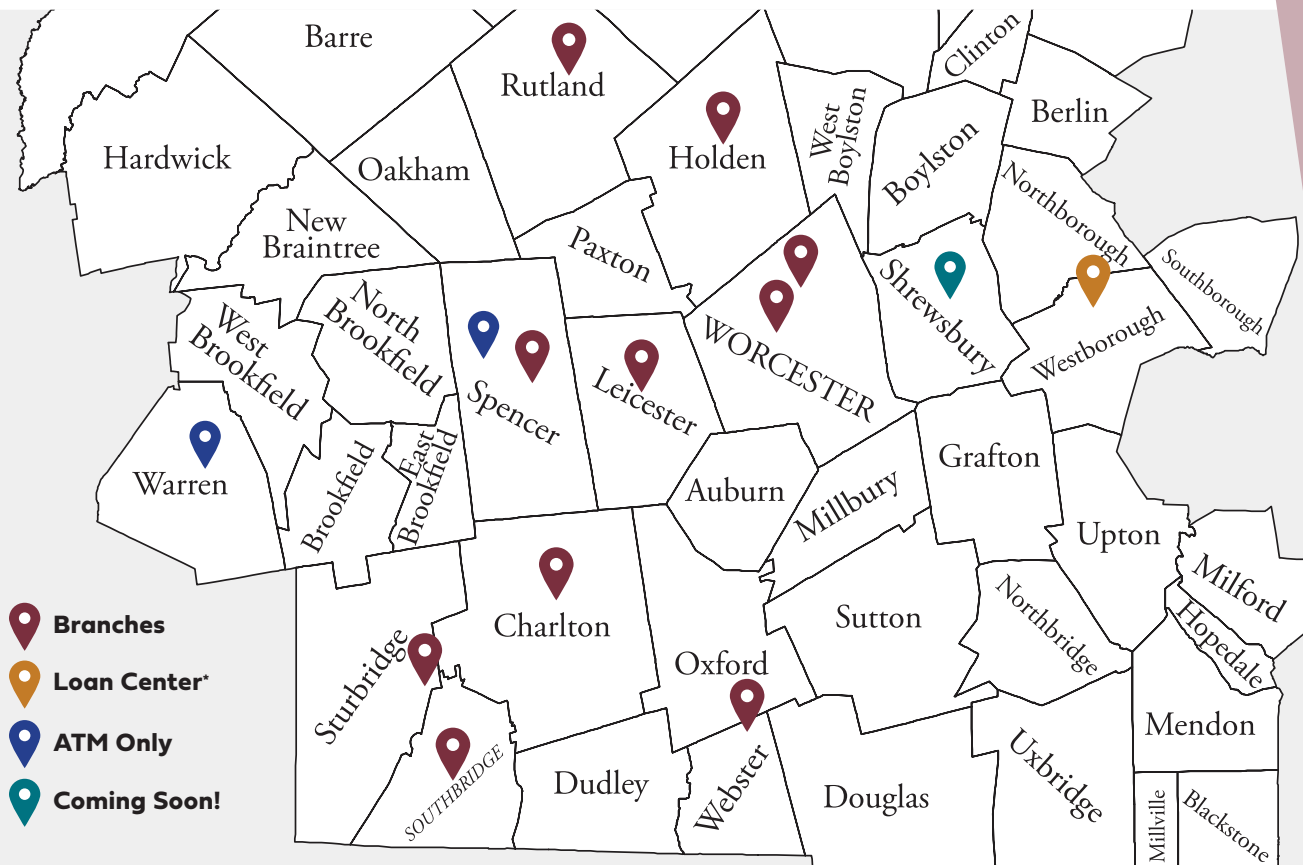 Barre
Rutland
Clinton
Berlin
Hardwick
Oakham
Holden
West
Boylston
Boylston
Northborough
New
Braintree
Paxton
Shrewsbury
Southborough
West
Brookfield
North
Brookfield
Spencer
Leicester
WORCESTER
Westborough
Warren
Brookfield
East
Brookfield
Auburn
Millbury
Grafton
Upton
Milford
Hopedale
Charlton
Sutton
Northbridge
Sturbridge
Oxford
Mendon
SOUTHBRIDGE
Dudley
Webster
Douglas
Uxbridge
Millville
Blackstone
Branches
Loan Center*
ATM Only
Coming Soon!